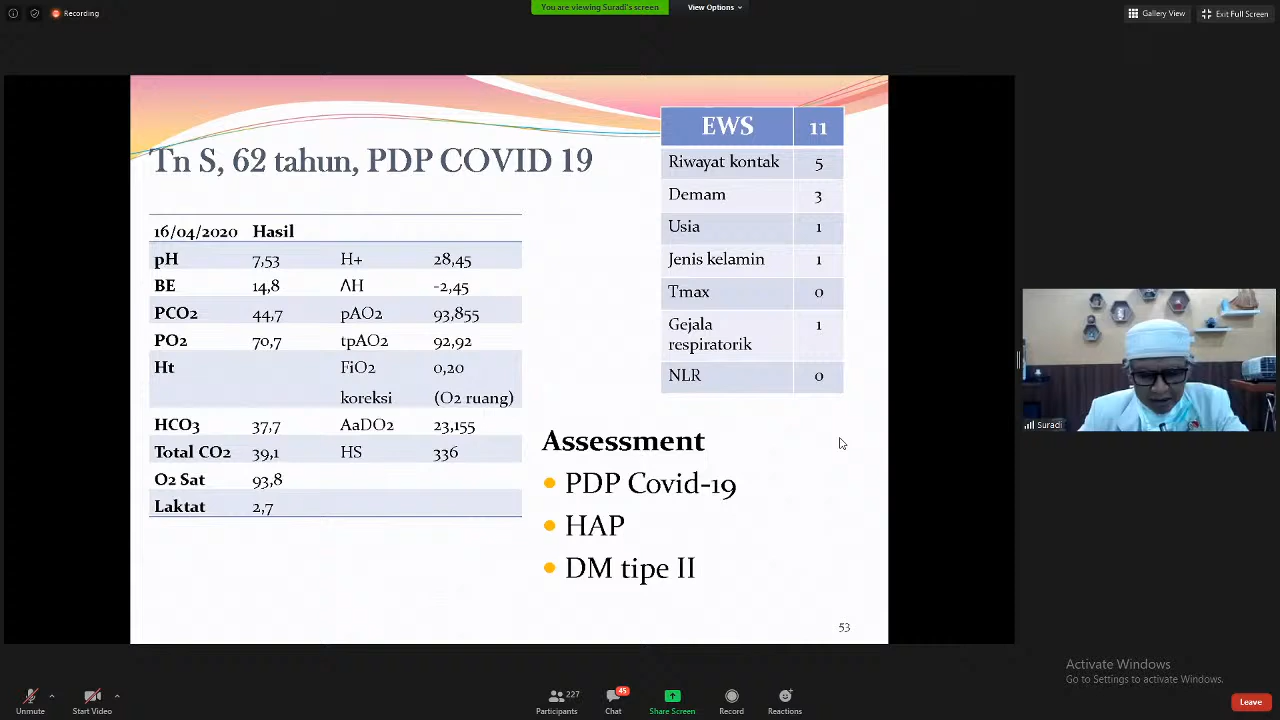 Recording
You are viewing Suradi's screen
View Options
Gallery View
Exit Full Screen
Tn S, 62 tahun, PDP COVID 19
EWS 11
Riwayat kontak 5
Demam 3
Usia 1
Jenis kelamin 1
Tmax 0
Gejala respiratorik 1
NLR 0
16/04/2020 Hasil
pH 7,53 H+ 28,45
BE 14,8 ΛH -2,45
PCO2 44,7 pAO2 93,855
PO2 70,7 tpAO2 92,92
Ht FiO2 0,20
koreksi (O2 ruang)
HCO3 37,7 AaDO2 23,155
Total CO2 39,1 HS 336
O2 Sat 93,8
Laktat 2,7
Assessment
PDP Covid-19
HAP
DM tipe II
53
Suradi
Activate Windows
Go to Settings to activate Windows.
Unmute
Start Video
227
Participants
45
Chat
Share Screen
Record
Reactions
Leave